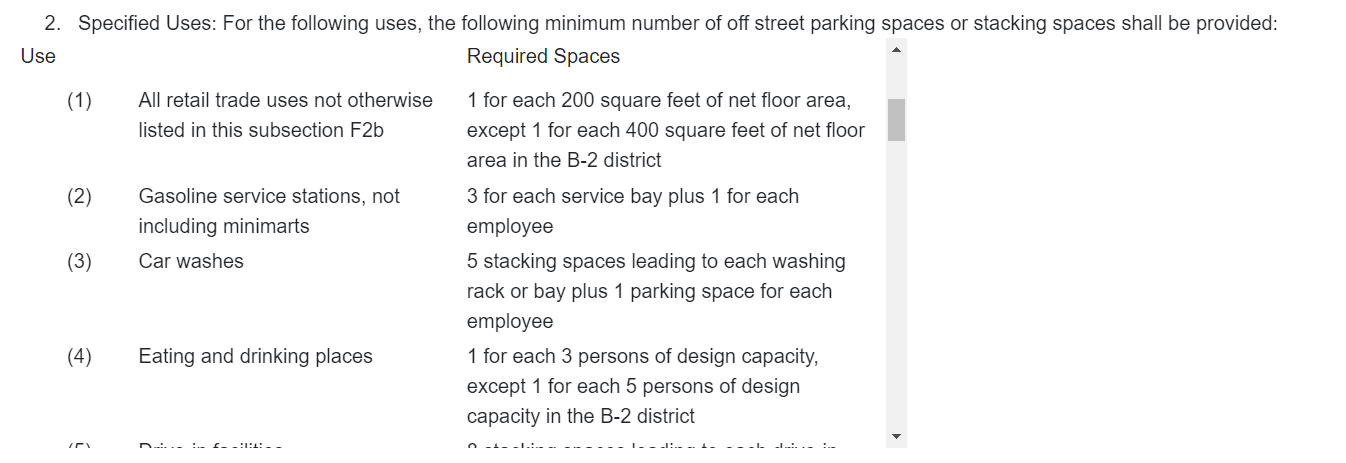 2. Specified Uses: For the following uses, the following minimum number of off street parking spaces or stacking spaces shall be provided:
Use Required Spaces
(1) All retail trade uses not otherwise 1 for each 200 square feet of net floor area,
listed in this subsection F2b except 1 for each 400 square feet of net floor
area in the B-2 district
(2) Gasoline service stations, not 3 for each service bay plus 1 for each
including minimarts employee
(3) Car washes 5 stacking spaces leading to each washing
rack or bay plus 1 parking space for each
employee
(4) Eating and drinking places 1 for each 3 persons of design capacity,
except 1 for each 5 persons of design
capacity in the B-2 district